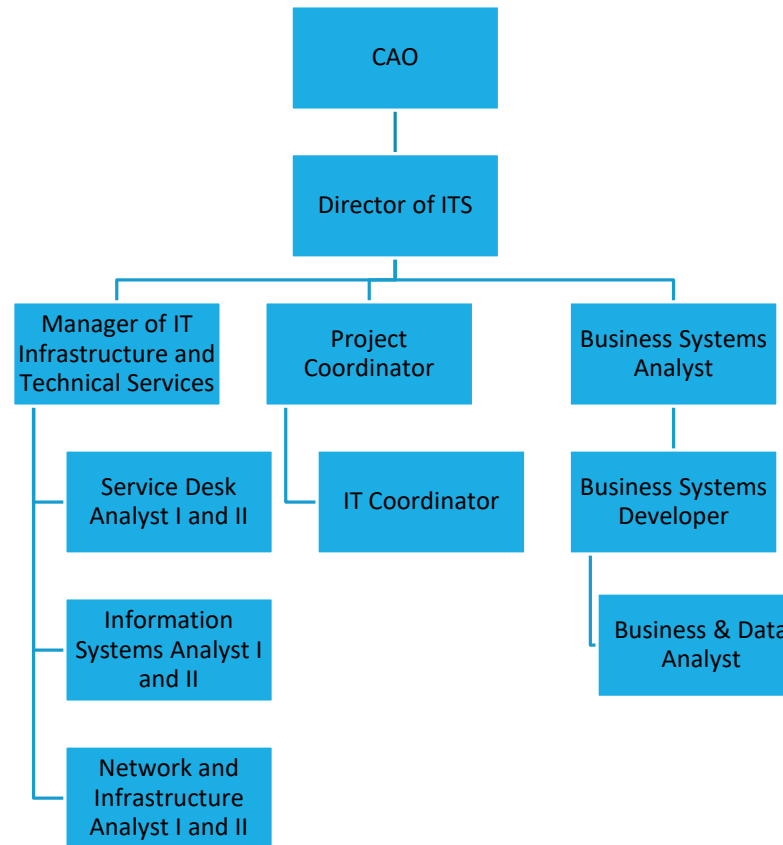 CAO
Director of ITS
Manager of IT
Infrastructure and
Technical Services
Project
Coordinator
Business Systems
Analyst
Service Desk
Analyst I and II
IT Coordinator
Business Systems
Developer
Information
Systems Analyst I
and II
Business & Data
Analyst
Network and
Infrastructure
Analyst I and II